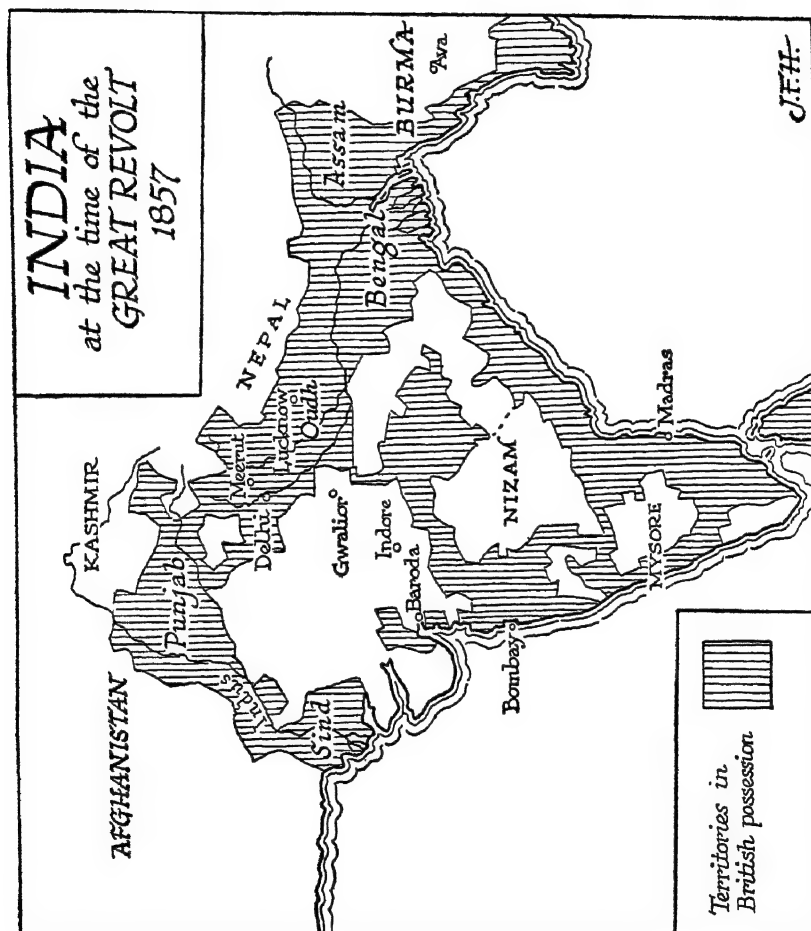 INDIA
at the time of the
GREAT REVOLT
1857
AFGHANISTAN
KASHMIR
Punjab
Indus
Sind
Meerut
Delhi
NEPAL
Lucknow
Oudh
Gwalior
Indore
Baroda
Bombay
Assam
Bengal
BURMA
Ava
NIZAM
MYSORE
Madras
Territories in
British possession
J.F.H.